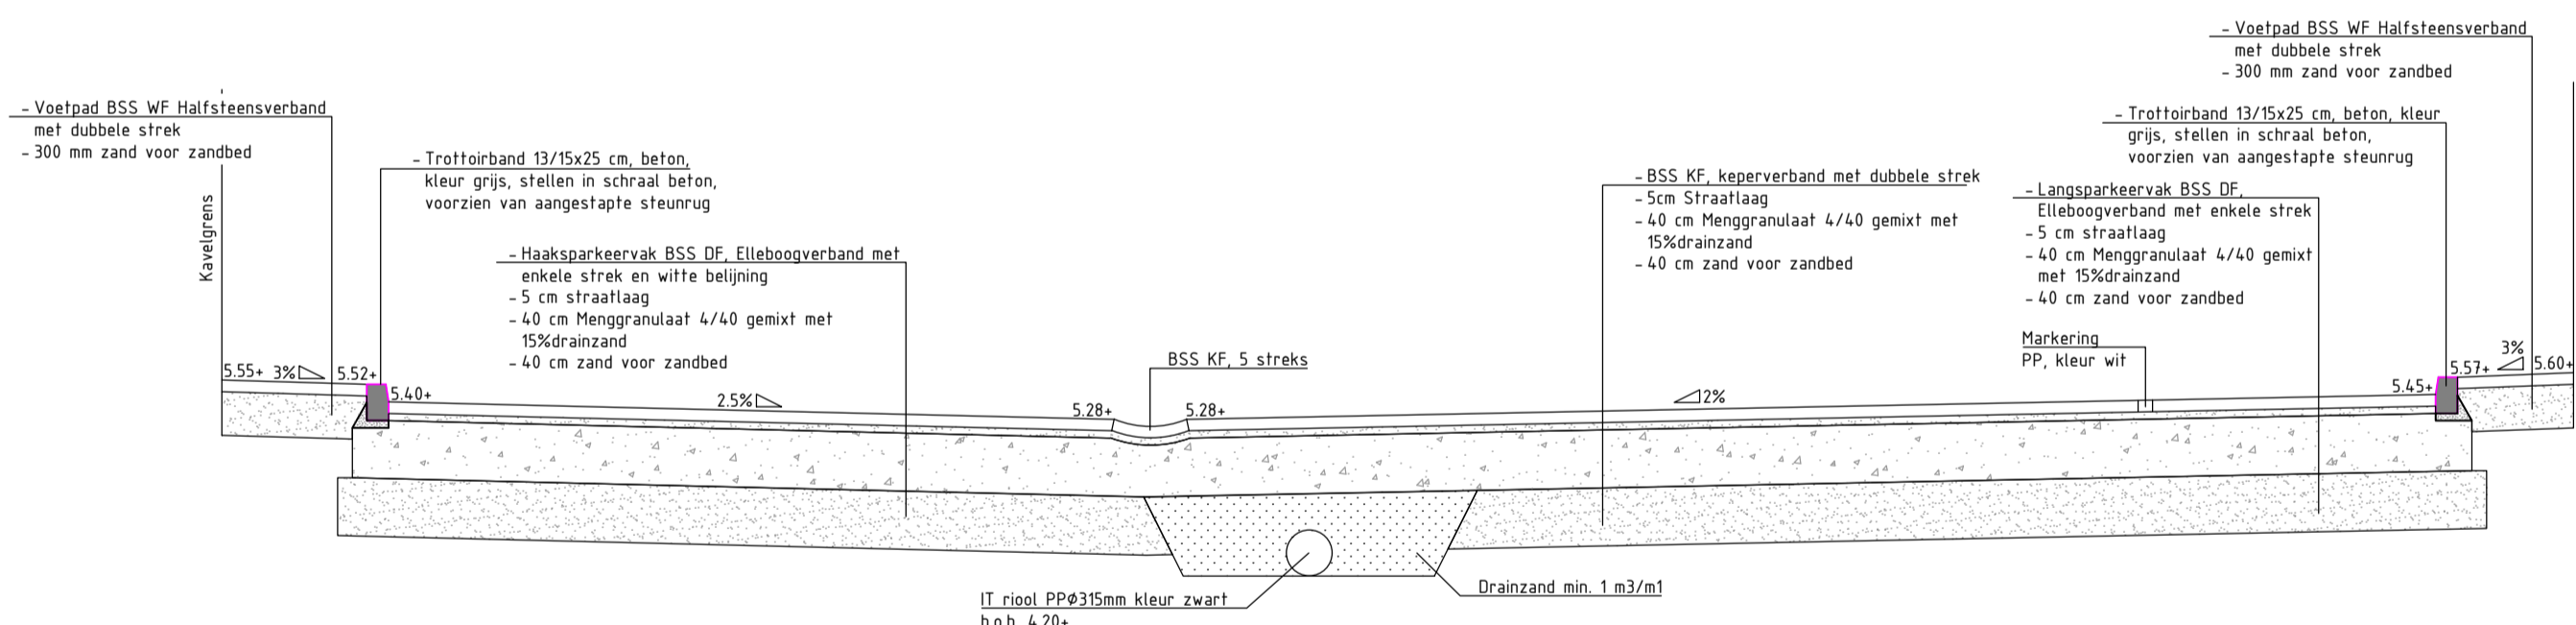 – Voetpad BSS WF Halfsteensverband
met dubbele strek
– 300 mm zand voor zandbed
Kavelgrens
– Trottoirband 13/15x25 cm, beton,
kleur grijs, stellen in schraal beton,
voorzien van aangestapte steunrug
– Haaksparkeervak BSS DF, Elleboogverband met
enkele strek en witte belijning
– 5 cm straatlaag
– 40 cm Menggranulaat 4/40 gemixt met
15%drainzand
– 40 cm zand voor zandbed
BSS KF, 5 streks
– BSS KF, keperverband met dubbele strek
– 5cm Straatlaag
– 40 cm Menggranulaat 4/40 gemixt met
15%drainzand
– 40 cm zand voor zandbed
– Voetpad BSS WF Halfsteensverband
met dubbele strek
– 300 mm zand voor zandbed
– Trottoirband 13/15x25 cm, beton, kleur
grijs, stellen in schraal beton,
voorzien van aangestapte steunrug
– Langsparkeervak BSS DF,
Elleboogverband met enkele strek
– 5 cm straatlaag
– 40 cm Menggranulaat 4/40 gemixt
met 15%drainzand
– 40 cm zand voor zandbed
Markering
PP, kleur wit
5.55+ 3% 5.52+
5.40+
2.5%
5.28+
5.28+
2%
5.45+
5.57+
3%
5.60+
IT riool PPØ315mm kleur zwart
b.o.b. 4.20+
Drainzand min. 1 m3/m1